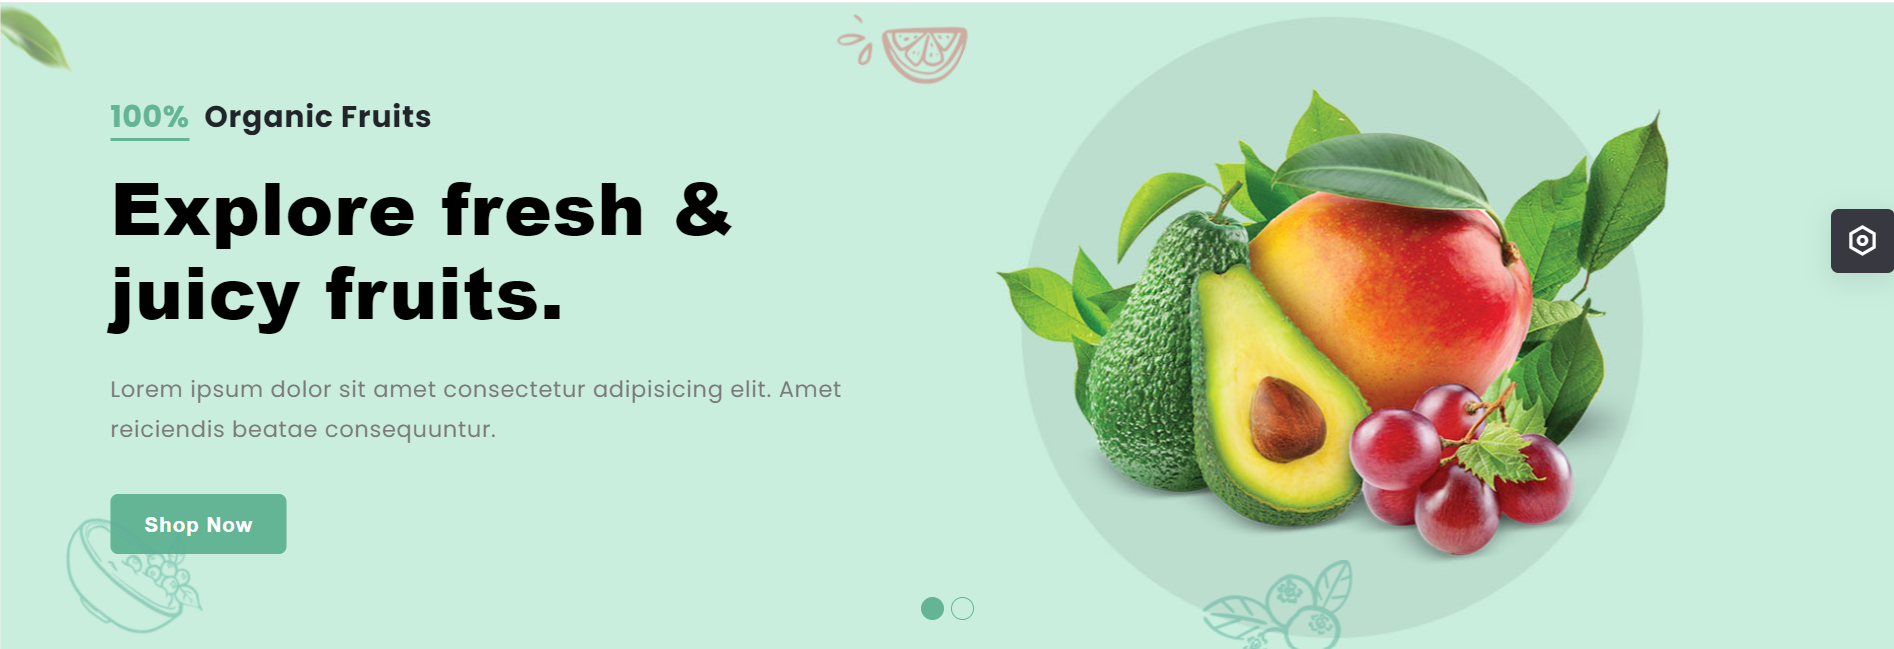 100% Organic Fruits
Explore fresh &
juicy fruits.
Lorem ipsum dolor sit amet consectetur adipisicing elit. Amet
reiciendis beatae consequuntur.
Shop Now